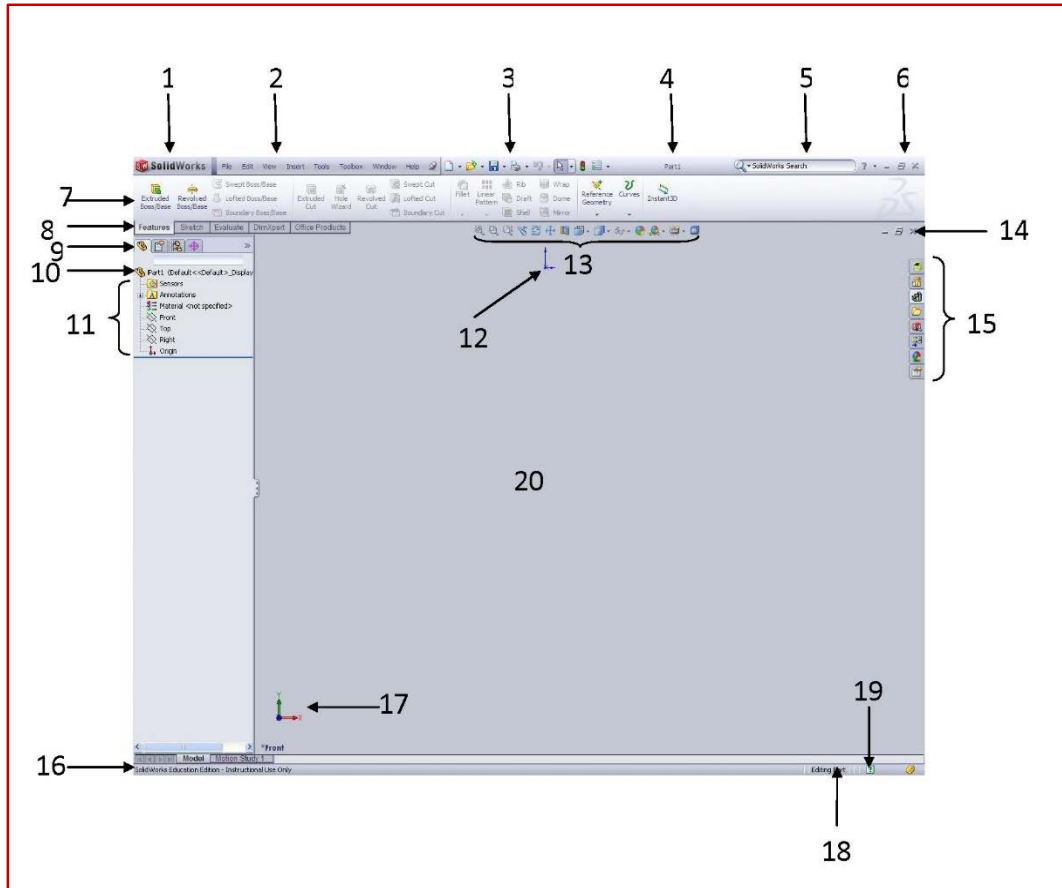 1 2 3 4 5 6
SolidWorks File Edit View Insert Tools Toolbox Window Help Part1 SolidWorks Search ?
7
Extruded Boss/Base
Revolved Boss/Base
Swept Boss/Base
Lofted Boss/Base
Boundary Boss/Base
Extruded Cut
Hole Wizard
Revolved Cut
Swept Cut
Lofted Cut
Boundary Cut
Fillet
Linear Pattern
Rib
Draft
Shell
Wrap
Dome
Mirror
Reference Geometry
Curves
Instant3D
8 Features Sketch Evaluate DimXpert Office Products 14
9 »
13
10 Part1 (Default<<Default>_Display
Sensors
Annotations
Material <not specified>
Front
Top
Right
Origin
11 12 15
20
17
Y
X
19
*Front
Model Motion Study 1
16 SolidWorks Education Edition - Instructional Use Only Editing Part
18